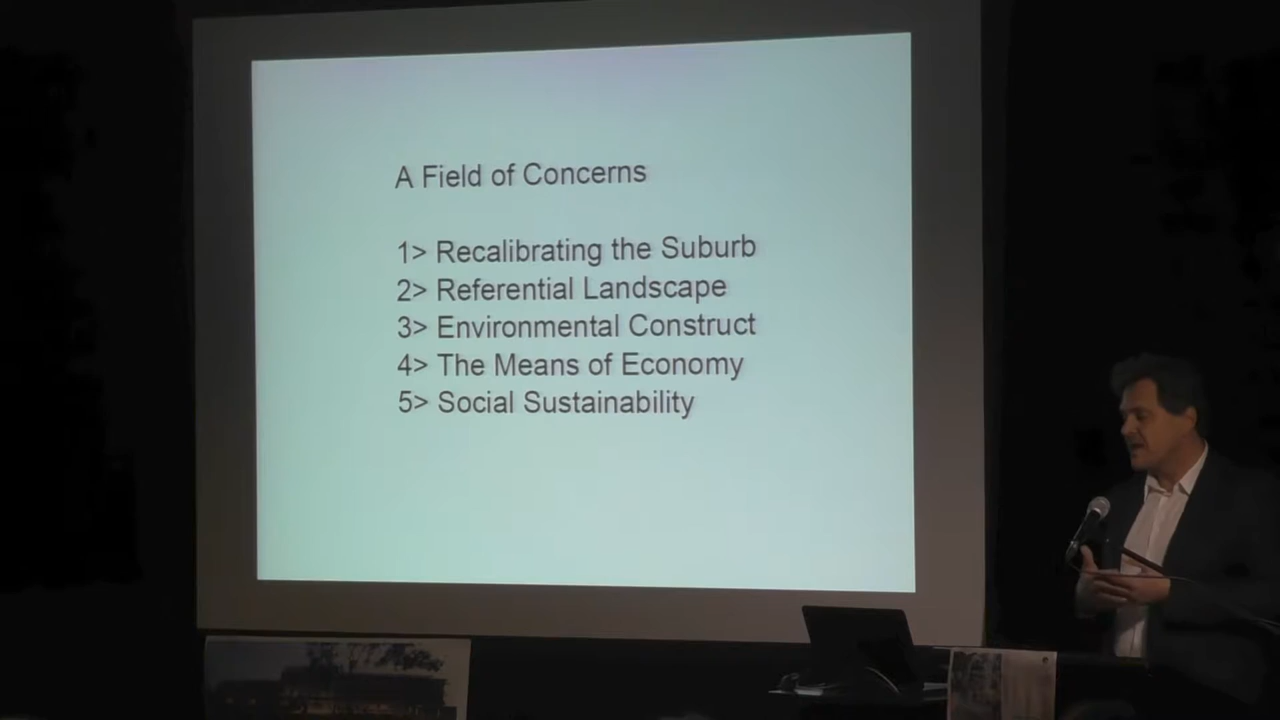 A Field of Concerns
1> Recalibrating the Suburb
2> Referential Landscape
3> Environmental Construct
4> The Means of Economy
5> Social Sustainability